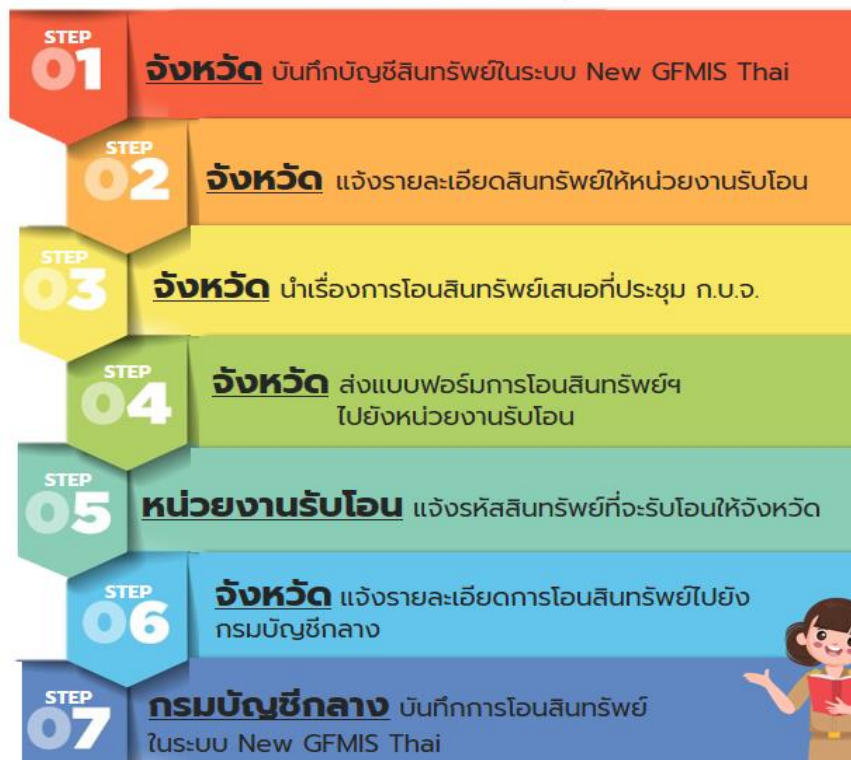 STEP
01
จังหวัด บันทึกบัญชีสินทรัพย์ในระบบ New GFMIS Thai
STEP
02
จังหวัด แจ้งรายละเอียดสินทรัพย์ให้หน่วยงานรับโอน
STEP
03
จังหวัด นำเรื่องการโอนสินทรัพย์เสนอที่ประชุม ก.บ.จ.
STEP
04
จังหวัด ส่งแบบฟอร์มการโอนสินทรัพย์ฯ
ไปยังหน่วยงานรับโอน
STEP
05
หน่วยงานรับโอน แจ้งรหัสสินทรัพย์ที่จะรับโอนให้จังหวัด
STEP
06
จังหวัด แจ้งรายละเอียดการโอนสินทรัพย์ไปยัง
กรมบัญชีกลาง
STEP
07
กรมบัญชีกลาง บันทึกการโอนสินทรัพย์
ในระบบ New GFMIS Thai